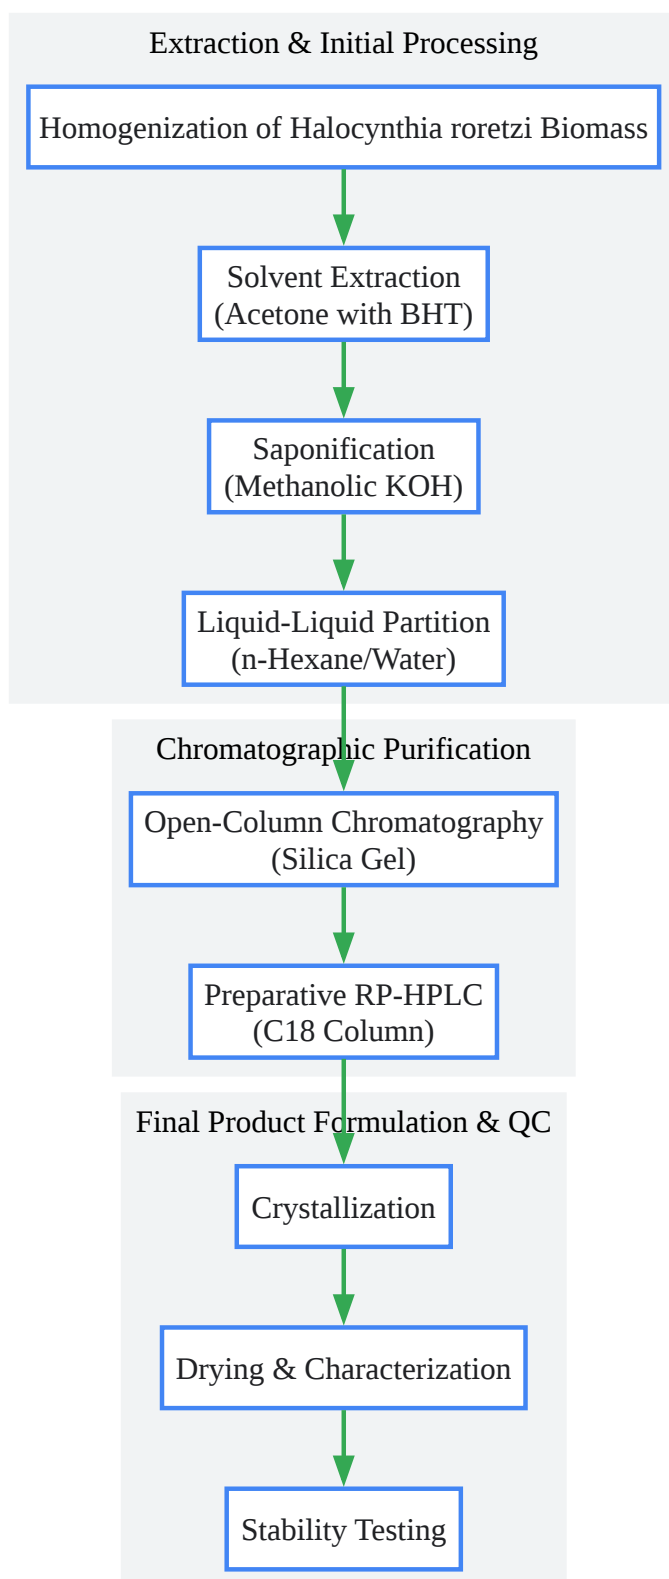 Extraction & Initial Processing
Homogenization of Halocynthia roretzi Biomass
Solvent Extraction
(Acetone with BHT)
Saponification
(Methanolic KOH)
Liquid-Liquid Partition
(n-Hexane/Water)
Chromatographic Purification
Open-Column Chromatography
(Silica Gel)
Preparative RP-HPLC
(C18 Column)
Final Product Formulation & QC
Crystallization
Drying & Characterization
Stability Testing